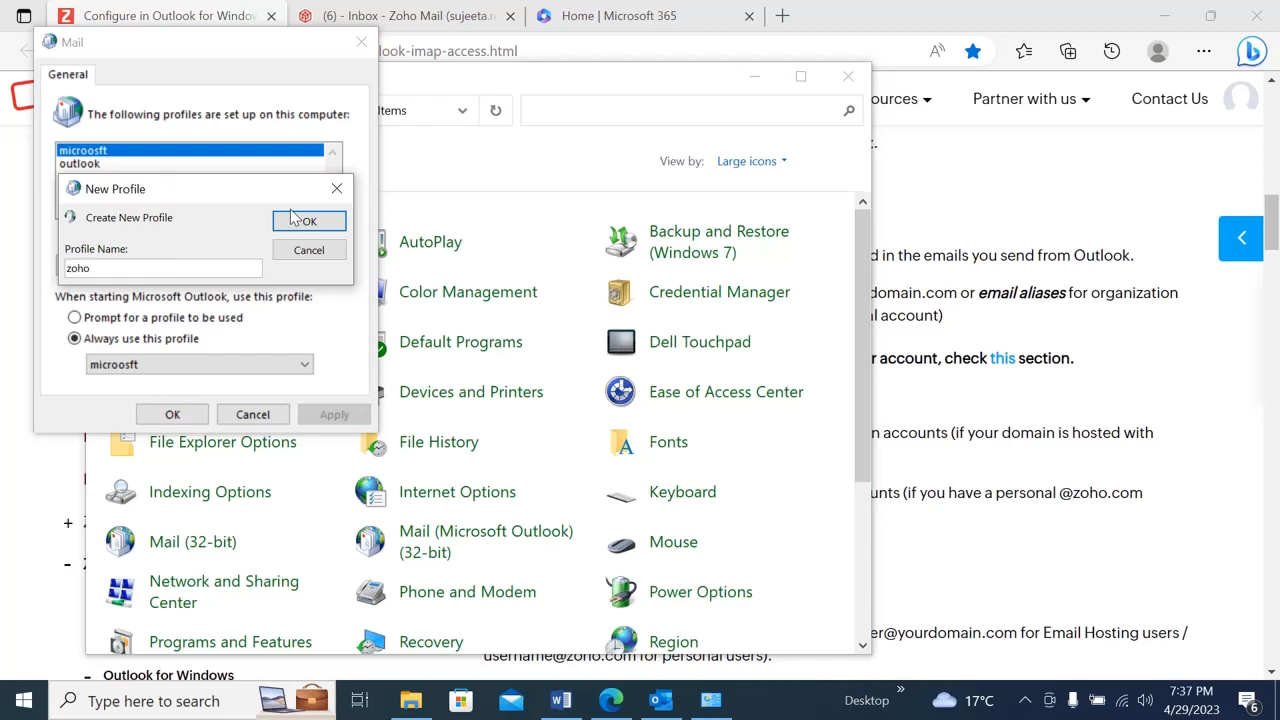 Configure in Outlook for Window
(6) - Inbox - Zoho Mail (sujeeta.m
Home | Microsoft 365
Mail
look-imap-access.html
General
The following profiles are set up on this computer:
microosft
outlook
New Profile
Create New Profile
OK
Cancel
Profile Name:
zoho
When starting Microsoft Outlook, use this profile:
Prompt for a profile to be used
Always use this profile
microosft
OK
Cancel
Apply
Items
View by: Large icons
AutoPlay
Backup and Restore
(Windows 7)
Color Management
Credential Manager
Default Programs
Dell Touchpad
Devices and Printers
Ease of Access Center
File Explorer Options
File History
Fonts
Indexing Options
Internet Options
Keyboard
Mail (32-bit)
Mail (Microsoft Outlook)
(32-bit)
Mouse
Network and Sharing
Center
Phone and Modem
Power Options
Programs and Features
Recovery
Region
ources
Partner with us
Contact Us
d in the emails you send from Outlook.
domain.com or email aliases for organization
al account)
r account, check this section.
n accounts (if your domain is hosted with
unts (if you have a personal @zoho.com
er@yourdomain.com for Email Hosting users /
username@zoho.com for personal users).
Outlook for Windows
Type here to search
Desktop
17°C
7:37 PM
4/29/2023
6